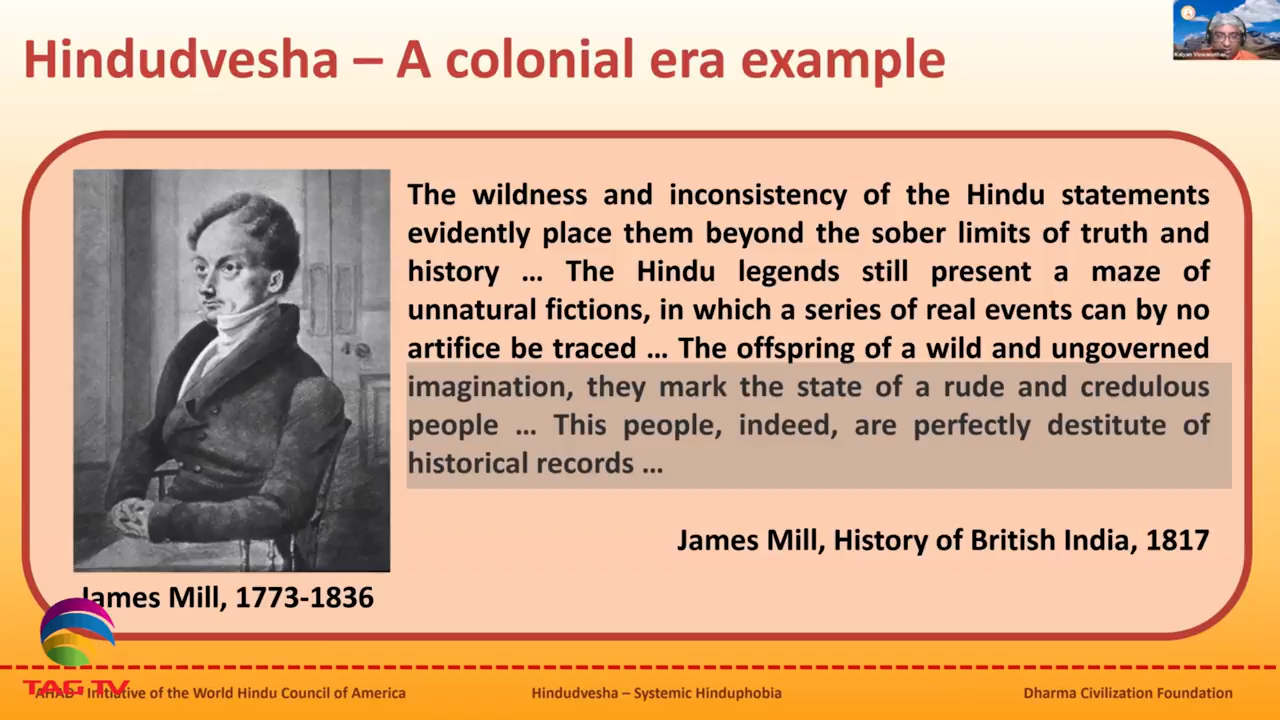 Hindudvesha – A colonial era example
Kalyan Viswanathan
The wildness and inconsistency of the Hindu statements
evidently place them beyond the sober limits of truth and
history ... The Hindu legends still present a maze of
unnatural fictions, in which a series of real events can by no
artifice be traced ... The offspring of a wild and ungoverned
imagination, they mark the state of a rude and credulous
people ... This people, indeed, are perfectly destitute of
historical records ...
James Mill, History of British India, 1817
James Mill, 1773-1836
TAG TV
AHAD - Initiative of the World Hindu Council of America
Hindudvesha – Systemic Hinduphobia
Dharma Civilization Foundation